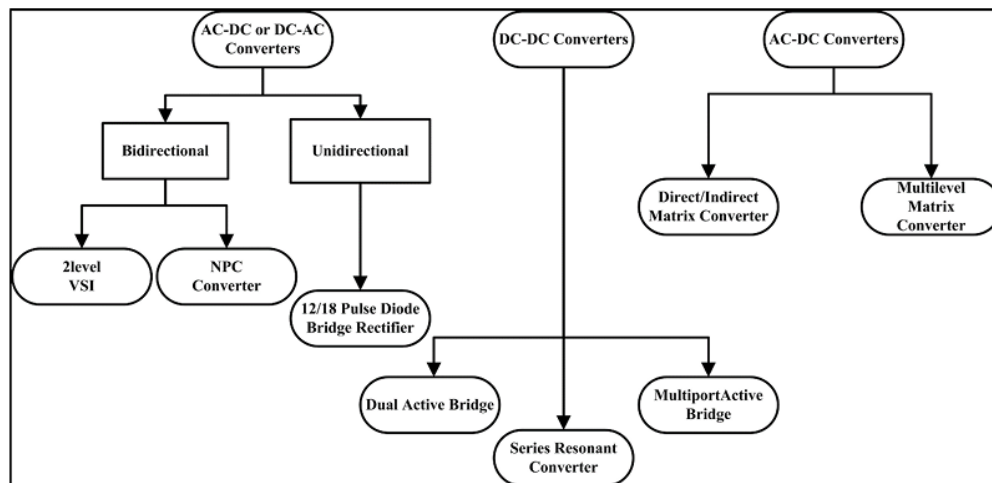 AC-DC or DC-AC
Converters
DC-DC Converters
AC-DC Converters
Bidirectional
Unidirectional
Direct/Indirect
Matrix Converter
Multilevel
Matrix
Converter
2level
VSI
NPC
Converter
12/18 Pulse Diode
Bridge Rectifier
Dual Active Bridge
MultiportActive
Bridge
Series Resonant
Converter